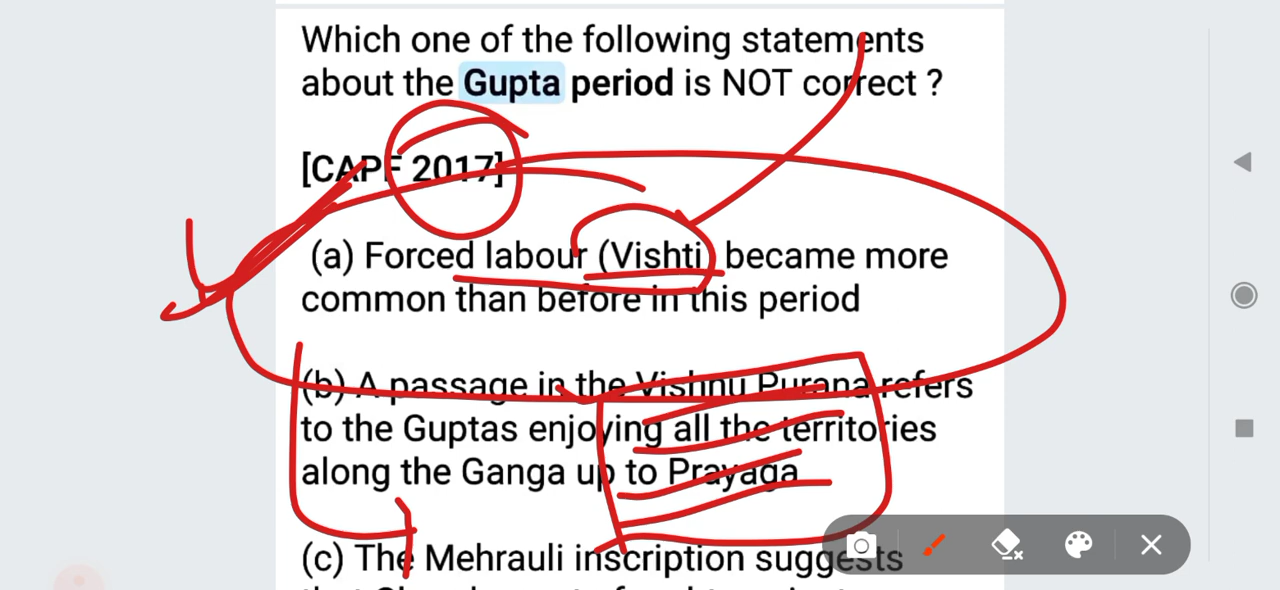 Which one of the following statements
about the Gupta period is NOT correct ?
[CAPF 2017]
(a) Forced labour (Vishti) became more
common than before in this period
(b) A passage in the Vishnu Purana refers
to the Guptas enjoying all the territories
along the Ganga up to Prayaga
(c) The Mehrauli inscription suggests